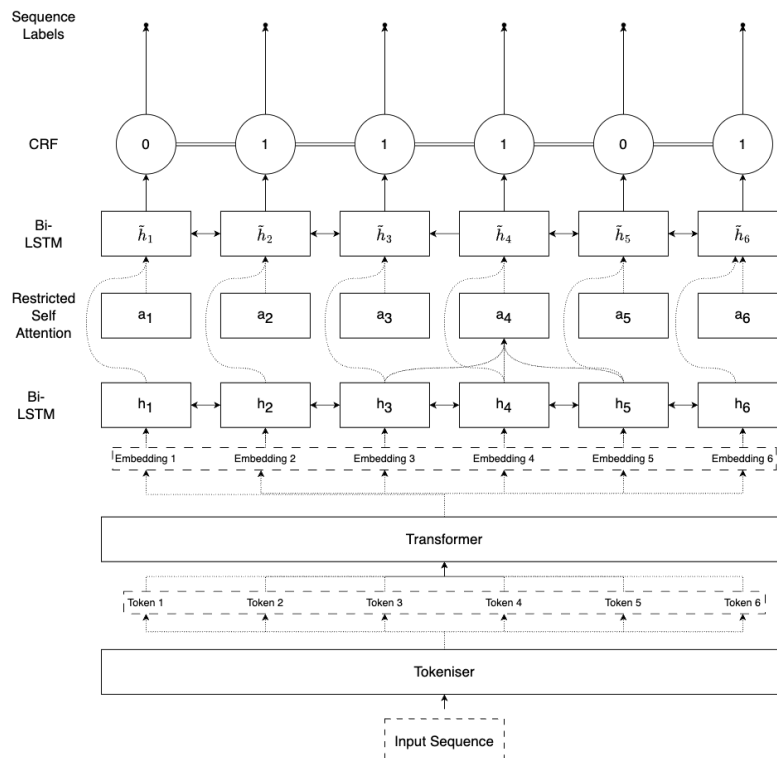 Sequence
Labels
CRF
0 1 1 1 0 1
Bi-
LSTM
h̃₁ h̃₂ h̃₃ h̃₄ h̃₅ h̃₆
Restricted
Self
Attention
a₁ a₂ a₃ a₄ a₅ a₆
Bi-
LSTM
h₁ h₂ h₃ h₄ h₅ h₆
Embedding 1 Embedding 2 Embedding 3 Embedding 4 Embedding 5 Embedding 6
Transformer
Token 1 Token 2 Token 3 Token 4 Token 5 Token 6
Tokeniser
Input Sequence